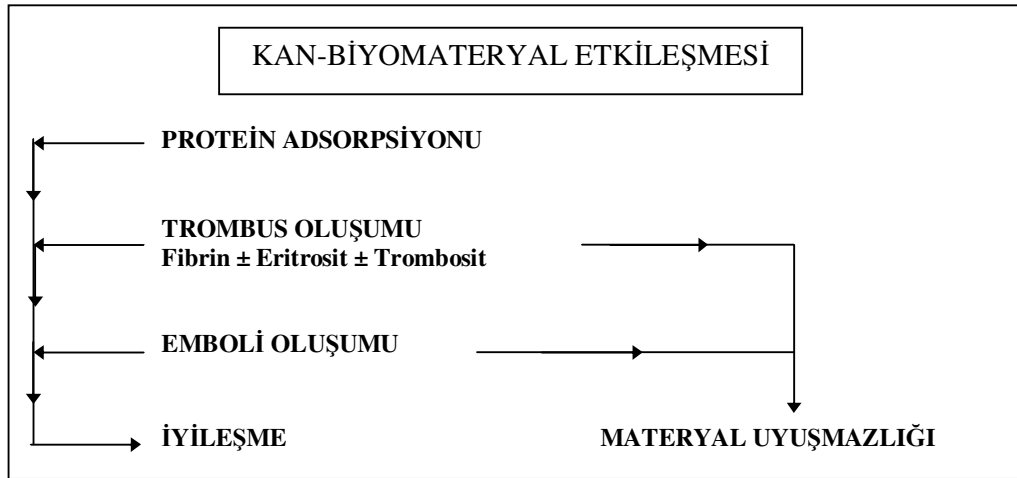 KAN-BİYOMATERYAL ETKİLEŞMESİ
PROTEİN ADSORPSİYONU
TROMBUS OLUŞUMU
Fibrin ± Eritrosit ± Trombosit
EMBOLİ OLUŞUMU
İYİLEŞME
MATERYAL UYUŞMAZLIĞI